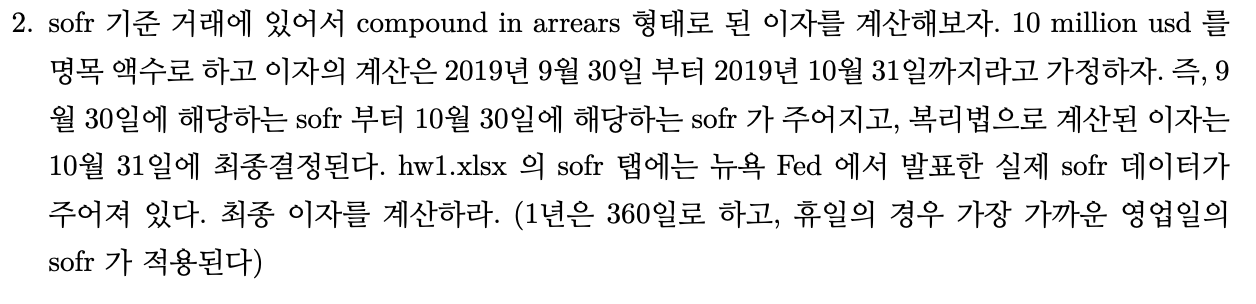 2. sofr 기준 거래에 있어서 compound in arrears 형태로 된 이자를 계산해보자. 10 million usd 를
명목 액수로 하고 이자의 계산은 2019년 9월 30일 부터 2019년 10월 31일까지라고 가정하자. 즉, 9
월 30일에 해당하는 sofr 부터 10월 30일에 해당하는 sofr 가 주어지고, 복리법으로 계산된 이자는
10월 31일에 최종결정된다. hw1.xlsx 의 sofr 탭에는 뉴욕 Fed 에서 발표한 실제 sofr 데이터가
주어져 있다. 최종 이자를 계산하라. (1년은 360일로 하고, 휴일의 경우 가장 가까운 영업일의
sofr 가 적용된다)